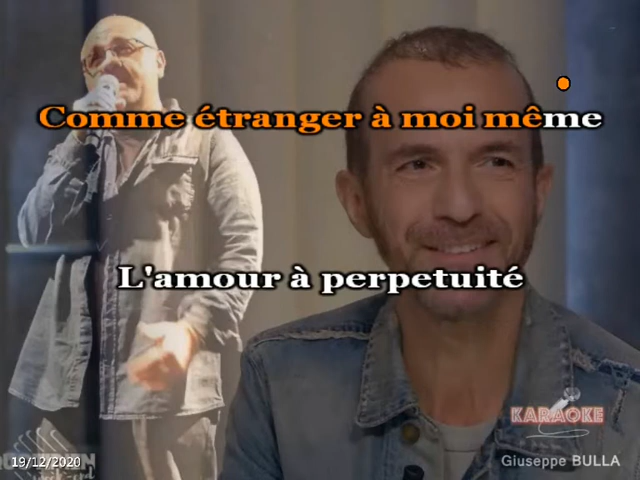 Comme étranger à moi même
L'amour à perpetuité
KARAOKE
19/12/2020
Giuseppe BULLA